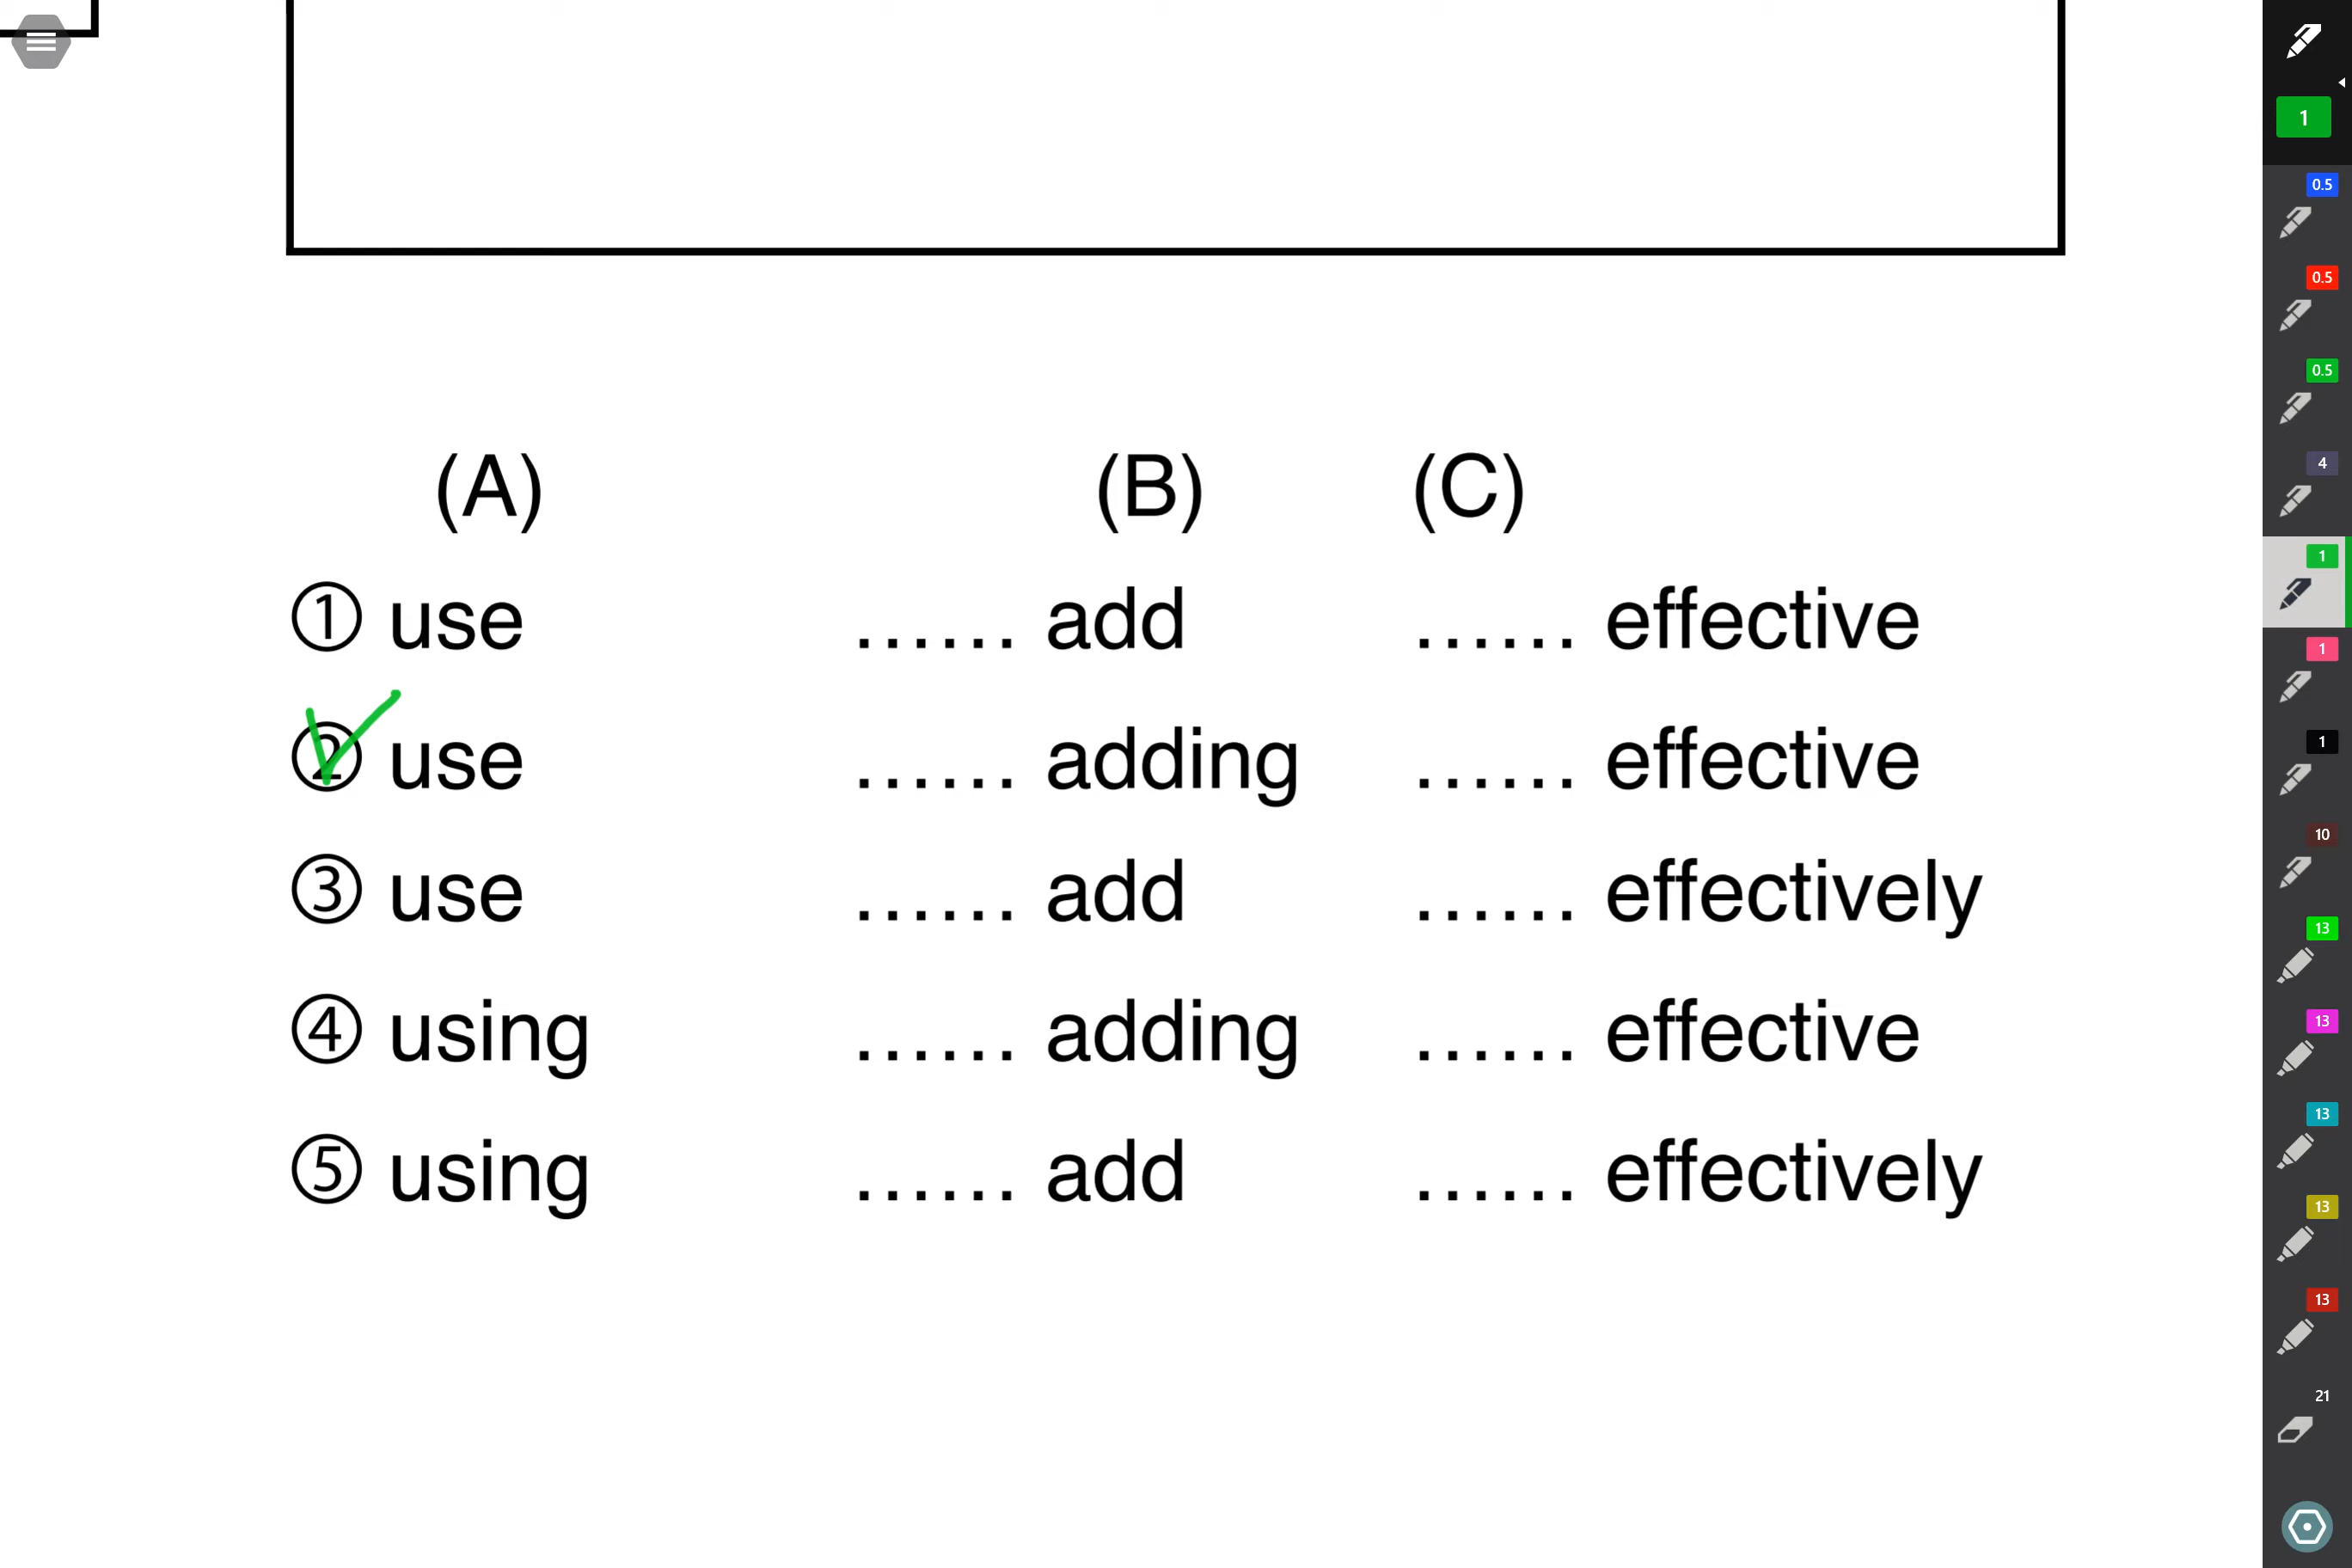 (A) (B) (C)
① use ...... add ...... effective
② use ...... adding ...... effective
③ use ...... add ...... effectively
④ using ...... adding ...... effective
⑤ using ...... add ...... effectively
1
0.5
0.5
0.5
4
1
1
1
10
13
13
13
13
13
21